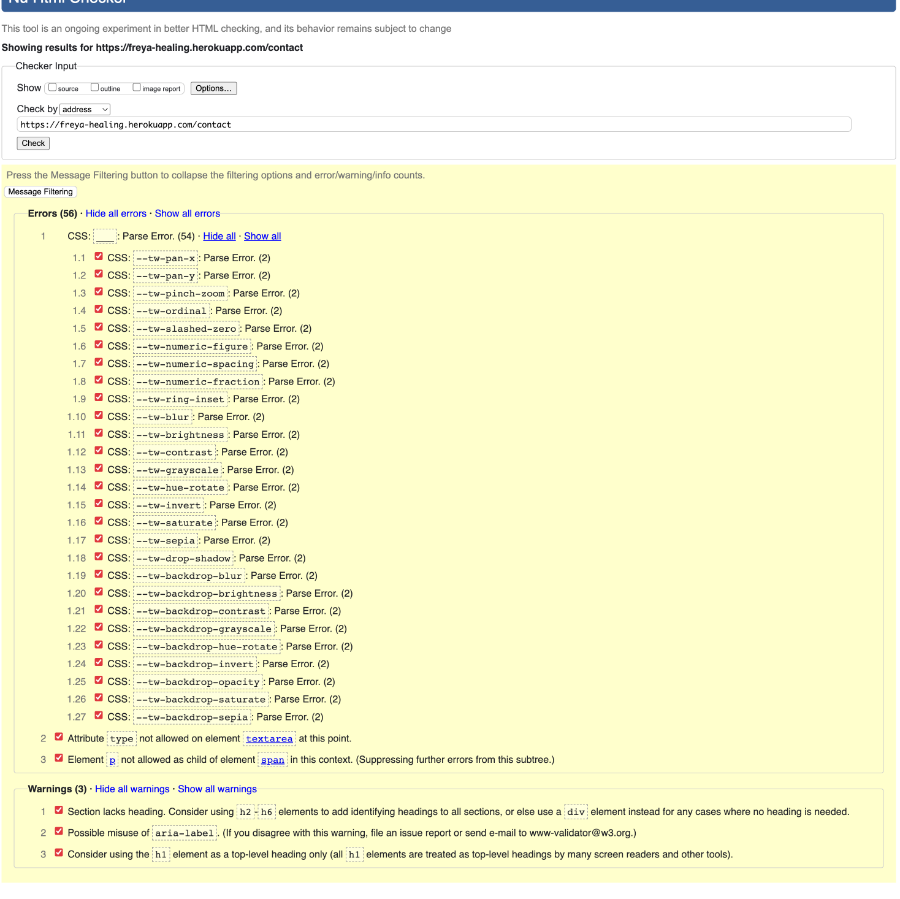 Nu Html Checker
This tool is an ongoing experiment in better HTML checking, and its behavior remains subject to change
Showing results for https://freya-healing.herokuapp.com/contact
Checker Input
Show source outline image report Options...
Check by address
https://freya-healing.herokuapp.com/contact
Check
Press the Message Filtering button to collapse the filtering options and error/warning/info counts.
Message Filtering
Errors (56) · Hide all errors · Show all errors
1 CSS: ___: Parse Error. (54) · Hide all · Show all
1.1 CSS: --tw-pan-x: Parse Error. (2)
1.2 CSS: --tw-pan-y: Parse Error. (2)
1.3 CSS: --tw-pinch-zoom: Parse Error. (2)
1.4 CSS: --tw-ordinal: Parse Error. (2)
1.5 CSS: --tw-slashed-zero: Parse Error. (2)
1.6 CSS: --tw-numeric-figure: Parse Error. (2)
1.7 CSS: --tw-numeric-spacing: Parse Error. (2)
1.8 CSS: --tw-numeric-fraction: Parse Error. (2)
1.9 CSS: --tw-ring-inset: Parse Error. (2)
1.10 CSS: --tw-blur: Parse Error. (2)
1.11 CSS: --tw-brightness: Parse Error. (2)
1.12 CSS: --tw-contrast: Parse Error. (2)
1.13 CSS: --tw-grayscale: Parse Error. (2)
1.14 CSS: --tw-hue-rotate: Parse Error. (2)
1.15 CSS: --tw-invert: Parse Error. (2)
1.16 CSS: --tw-saturate: Parse Error. (2)
1.17 CSS: --tw-sepia: Parse Error. (2)
1.18 CSS: --tw-drop-shadow: Parse Error. (2)
1.19 CSS: --tw-backdrop-blur: Parse Error. (2)
1.20 CSS: --tw-backdrop-brightness: Parse Error. (2)
1.21 CSS: --tw-backdrop-contrast: Parse Error. (2)
1.22 CSS: --tw-backdrop-grayscale: Parse Error. (2)
1.23 CSS: --tw-backdrop-hue-rotate: Parse Error. (2)
1.24 CSS: --tw-backdrop-invert: Parse Error. (2)
1.25 CSS: --tw-backdrop-opacity: Parse Error. (2)
1.26 CSS: --tw-backdrop-saturate: Parse Error. (2)
1.27 CSS: --tw-backdrop-sepia: Parse Error. (2)
2 Attribute type not allowed on element textarea at this point.
3 Element p not allowed as child of element span in this context. (Suppressing further errors from this subtree.)
Warnings (3) · Hide all warnings · Show all warnings
1 Section lacks heading. Consider using h2-h6 elements to add identifying headings to all sections, or else use a div element instead for any cases where no heading is needed.
2 Possible misuse of aria-label. (If you disagree with this warning, file an issue report or send e-mail to www-validator@w3.org.)
3 Consider using the h1 element as a top-level heading only (all h1 elements are treated as top-level headings by many screen readers and other tools).